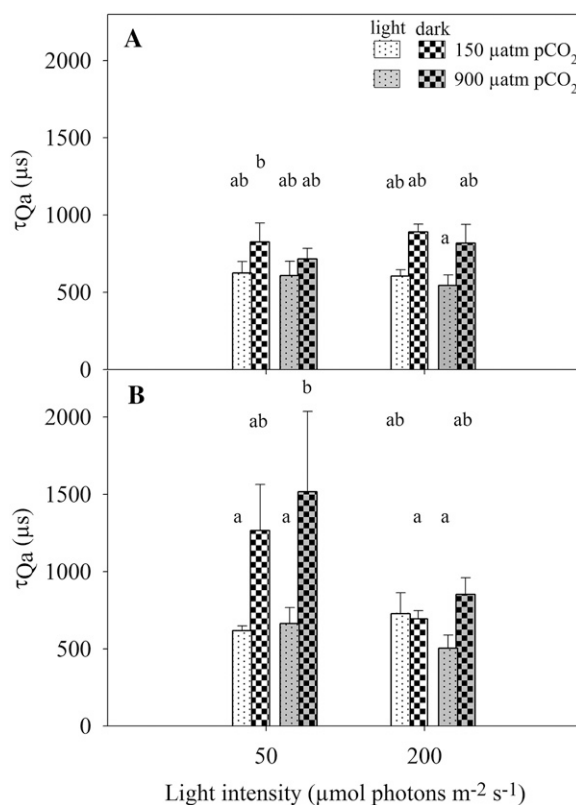 A
light dark
150 µatm pCO2
900 µatm pCO2
2000
1500
1000
500
0
τQa (µs)
ab b ab ab ab ab a ab
B
2000
1500
1000
500
0
τQa (µs)
a ab a b ab a a ab
50 200
Light intensity (µmol photons m-2 s-1)